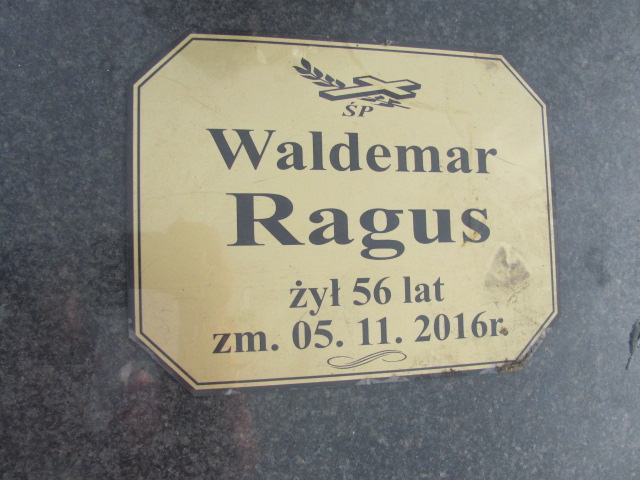 ŚP
Waldemar
Ragus
żył 56 lat
zm. 05. 11. 2016r.